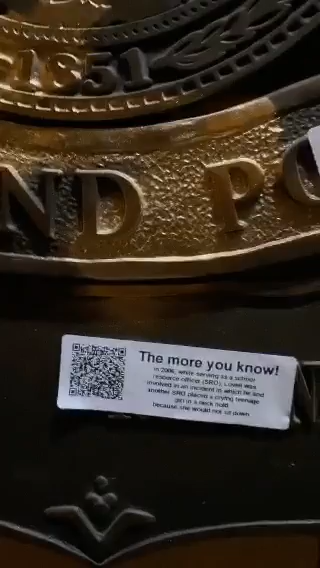 1851
ND PO
The more you know!
In 2006, while serving as a school
resource officer (SRO), Lowell was
involved in an incident in which he and
another SRO placed a crying teenage
girl in a neck hold
because she would not sit down